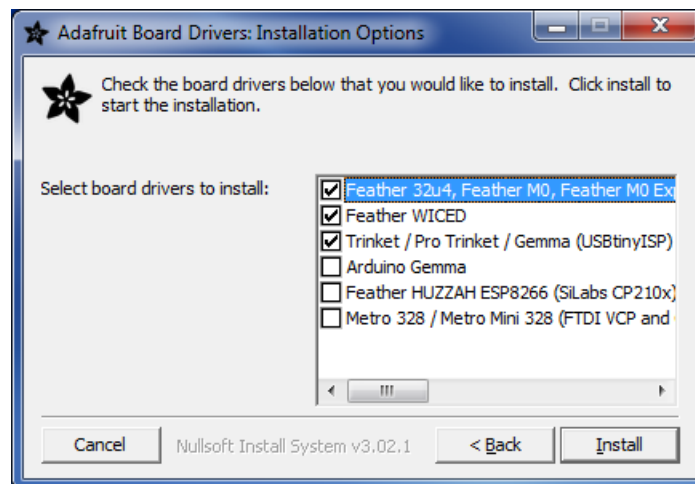 Adafruit Board Drivers: Installation Options
Check the board drivers below that you would like to install. Click install to
start the installation.
Select board drivers to install:
Feather 32u4, Feather M0, Feather M0
Feather WICED
Trinket / Pro Trinket / Gemma (USBtinyISP)
Arduino Gemma
Feather HUZZAH ESP8266 (SiLabs CP210x)
Metro 328 / Metro Mini 328 (FTDI VCP and
Cancel
Nullsoft Install System v3.02.1
< Back
Install